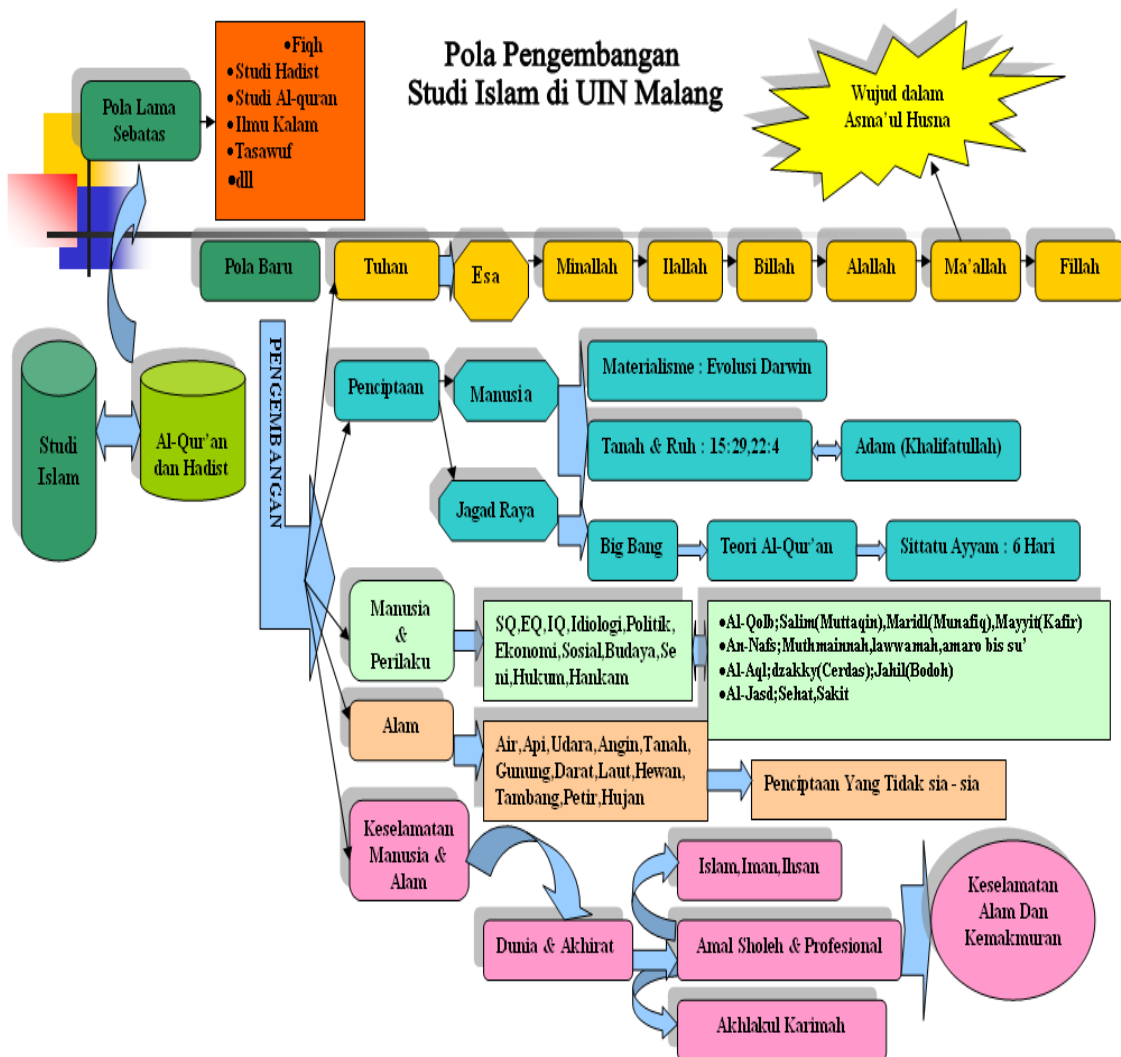 Pola Pengembangan
Studi Islam di UIN Malang
Pola Lama
Sebatas
•Fiqh
•Studi Hadist
•Studi Al-quran
•Ilmu Kalam
•Tasawuf
•dll
Wujud dalam
Asma'ul Husna
Pola Baru
Tuhan
Esa
Minallah
Ilallah
Billah
Alallah
Ma'allah
Fillah
Studi
Islam
Al-Qur'an
dan Hadist
PENGEMBANGAN
Penciptaan
Manusia
Jagad Raya
Materialisme : Evolusi Darwin
Tanah & Ruh : 15:29,22:4
Adam (Khalifatullah)
Big Bang
Teori Al-Qur'an
Sittatu Ayyam : 6 Hari
Manusia
&
Perilaku
SQ,EQ,IQ,Idiologi,Politik,
Ekonomi,Sosial,Budaya,Se
ni,Hukum,Hankam
•Al-Qolb;Salim(Muttaqin),Maridl(Munafiq),Mayyit(Kafir)
•An-Nafs;Muthmainnah,lawwamah,amaro bis su'
•Al-Aql;dzakky(Cerdas);Jahil(Bodoh)
•Al-Jasd;Sehat,Sakit
Alam
Air,Api,Udara,Angin,Tanah,
Gunung,Darat,Laut,Hewan,
Tambang,Petir,Hujan
Penciptaan Yang Tidak sia - sia
Keselamatan
Manusia &
Alam
Dunia & Akhirat
Islam,Iman,Ihsan
Amal Sholeh & Profesional
Akhlakul Karimah
Keselamatan
Alam Dan
Kemakmuran